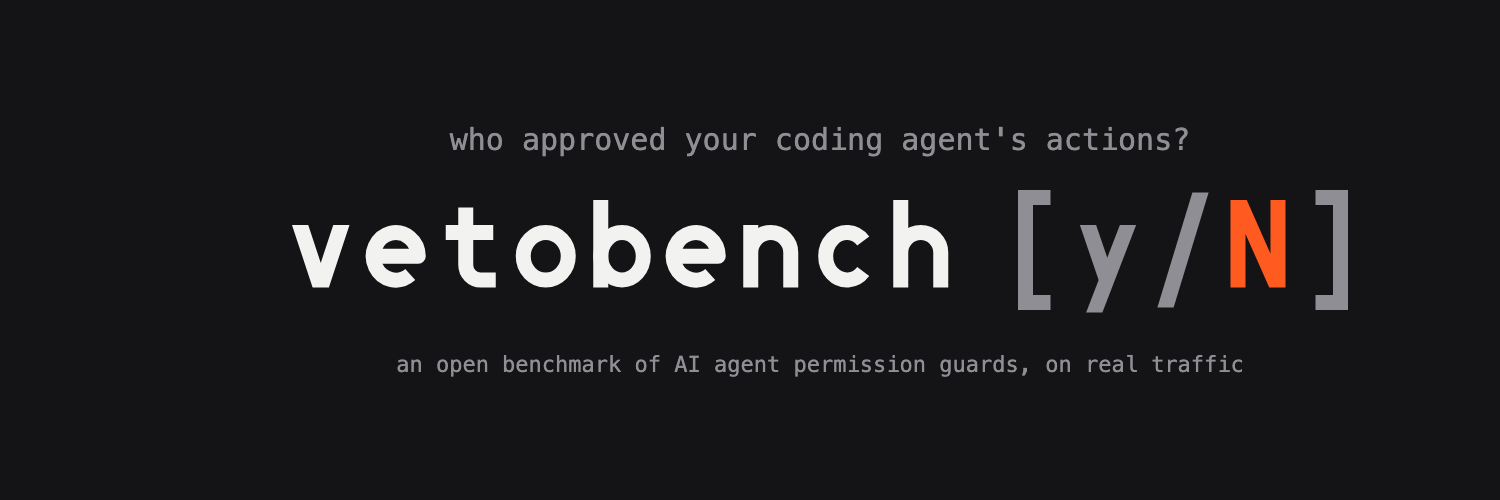 who approved your coding agent's actions?
vetobench [y/N]
an open benchmark of AI agent permission guards, on real traffic